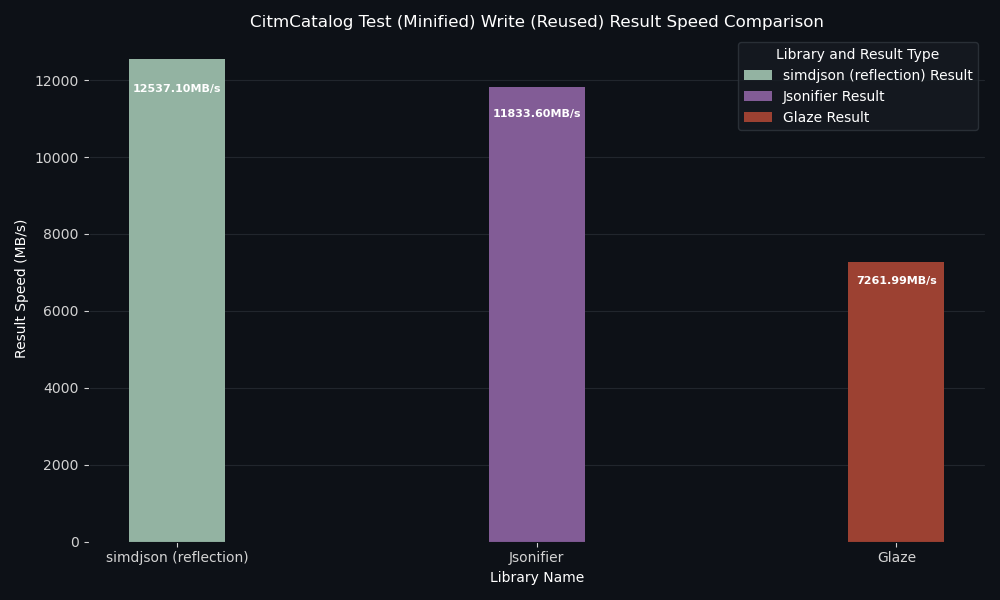 CitmCatalog Test (Minified) Write (Reused) Result Speed Comparison
Library and Result Type
simdjson (reflection) Result
Jsonifier Result
Glaze Result
12537.10MB/s
11833.60MB/s
7261.99MB/s
Result Speed (MB/s)
12000
10000
8000
6000
4000
2000
0
simdjson (reflection)
Jsonifier
Glaze
Library Name